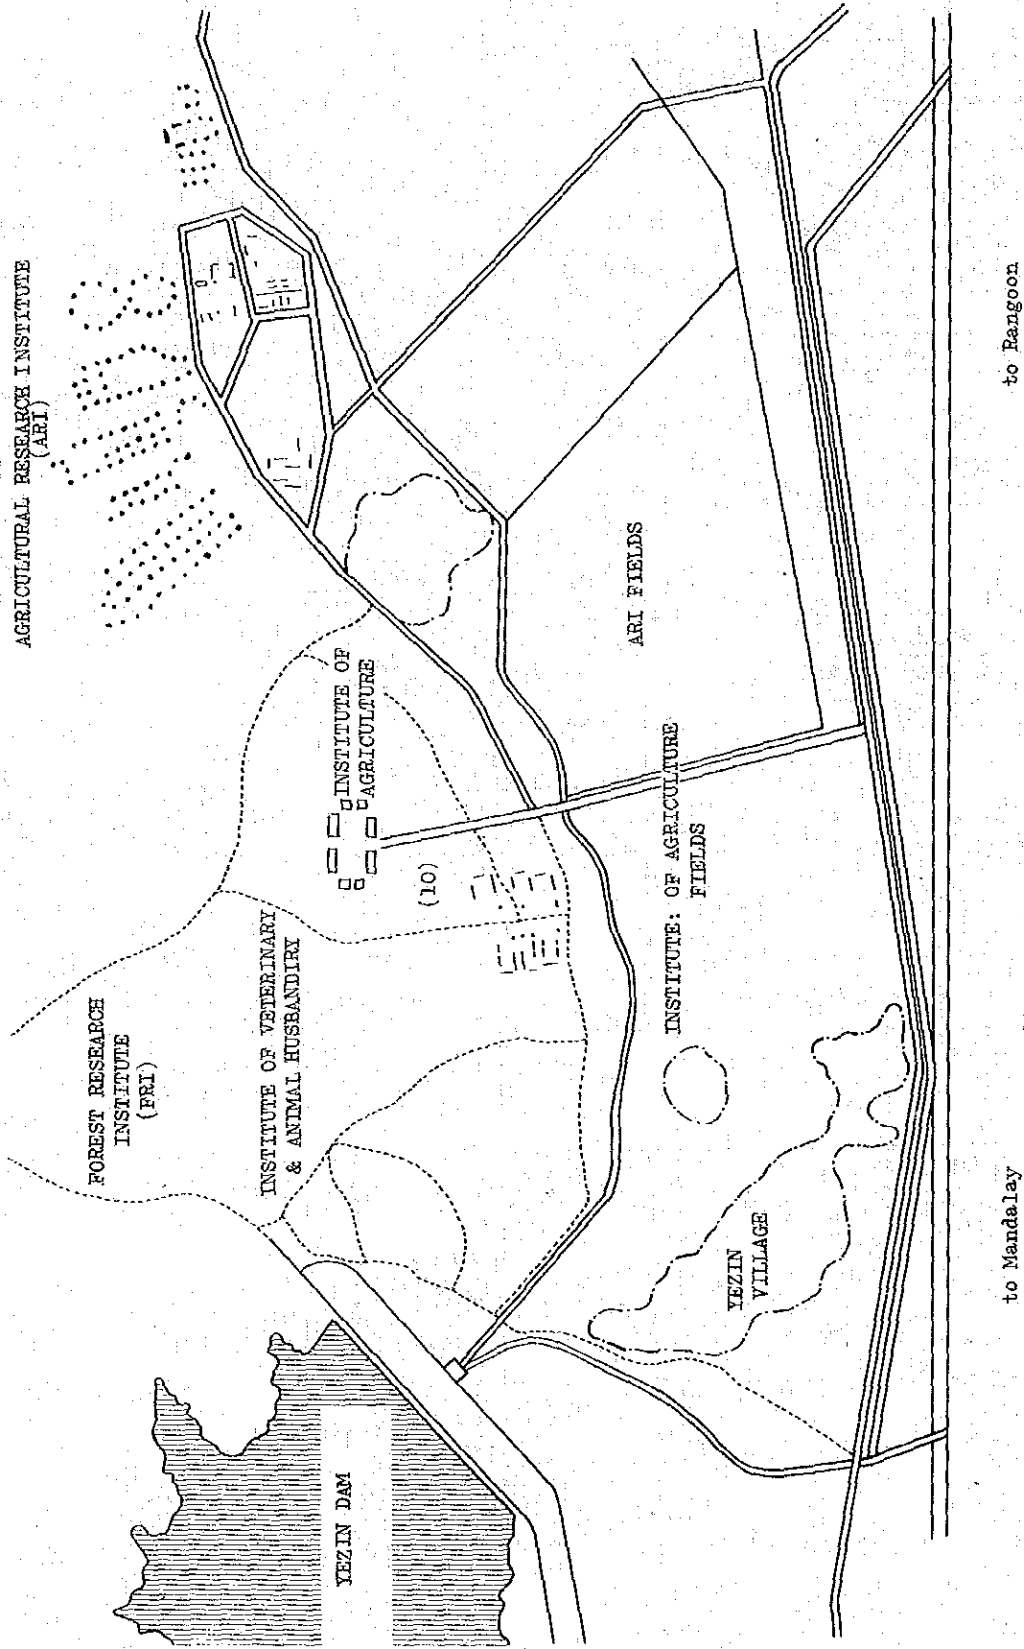 AGRICULTURAL RESEARCH INSTITUTE
(ARI)
FOREST RESEARCH
INSTITUTE
(FRI)
INSTITUTE OF VETERINARY
& ANIMAL HUSBANDIRY
INSTITUTE OF
AGRICULTURE
(10)
YEZIN DAM
ARI FIELDS
INSTITUTE: OF AGRICULTURE
FIELDS
YEZIN
VILLAGE
to Mandalay
to Rangoon